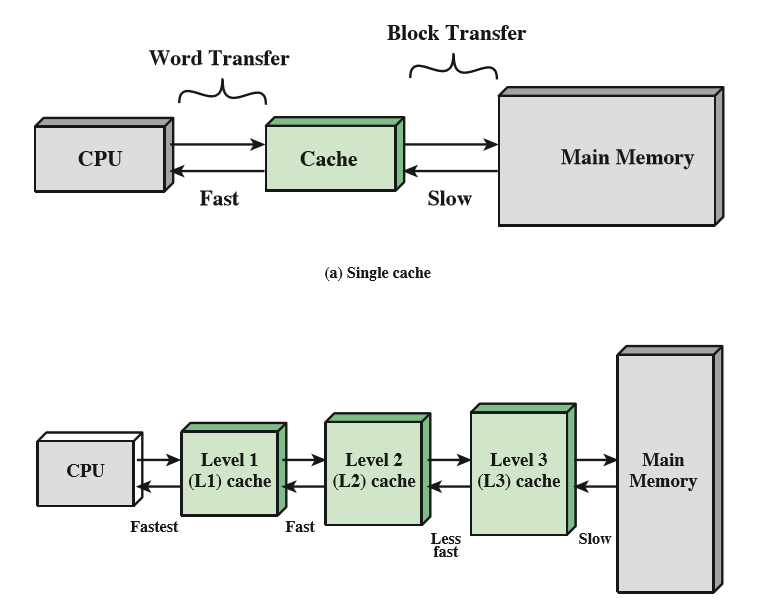 Block Transfer
Word Transfer
CPU
Cache
Main Memory
Fast
Slow
(a) Single cache
CPU
Level 1
(L1) cache
Level 2
(L2) cache
Level 3
(L3) cache
Main
Memory
Fastest
Fast
Less
fast
Slow